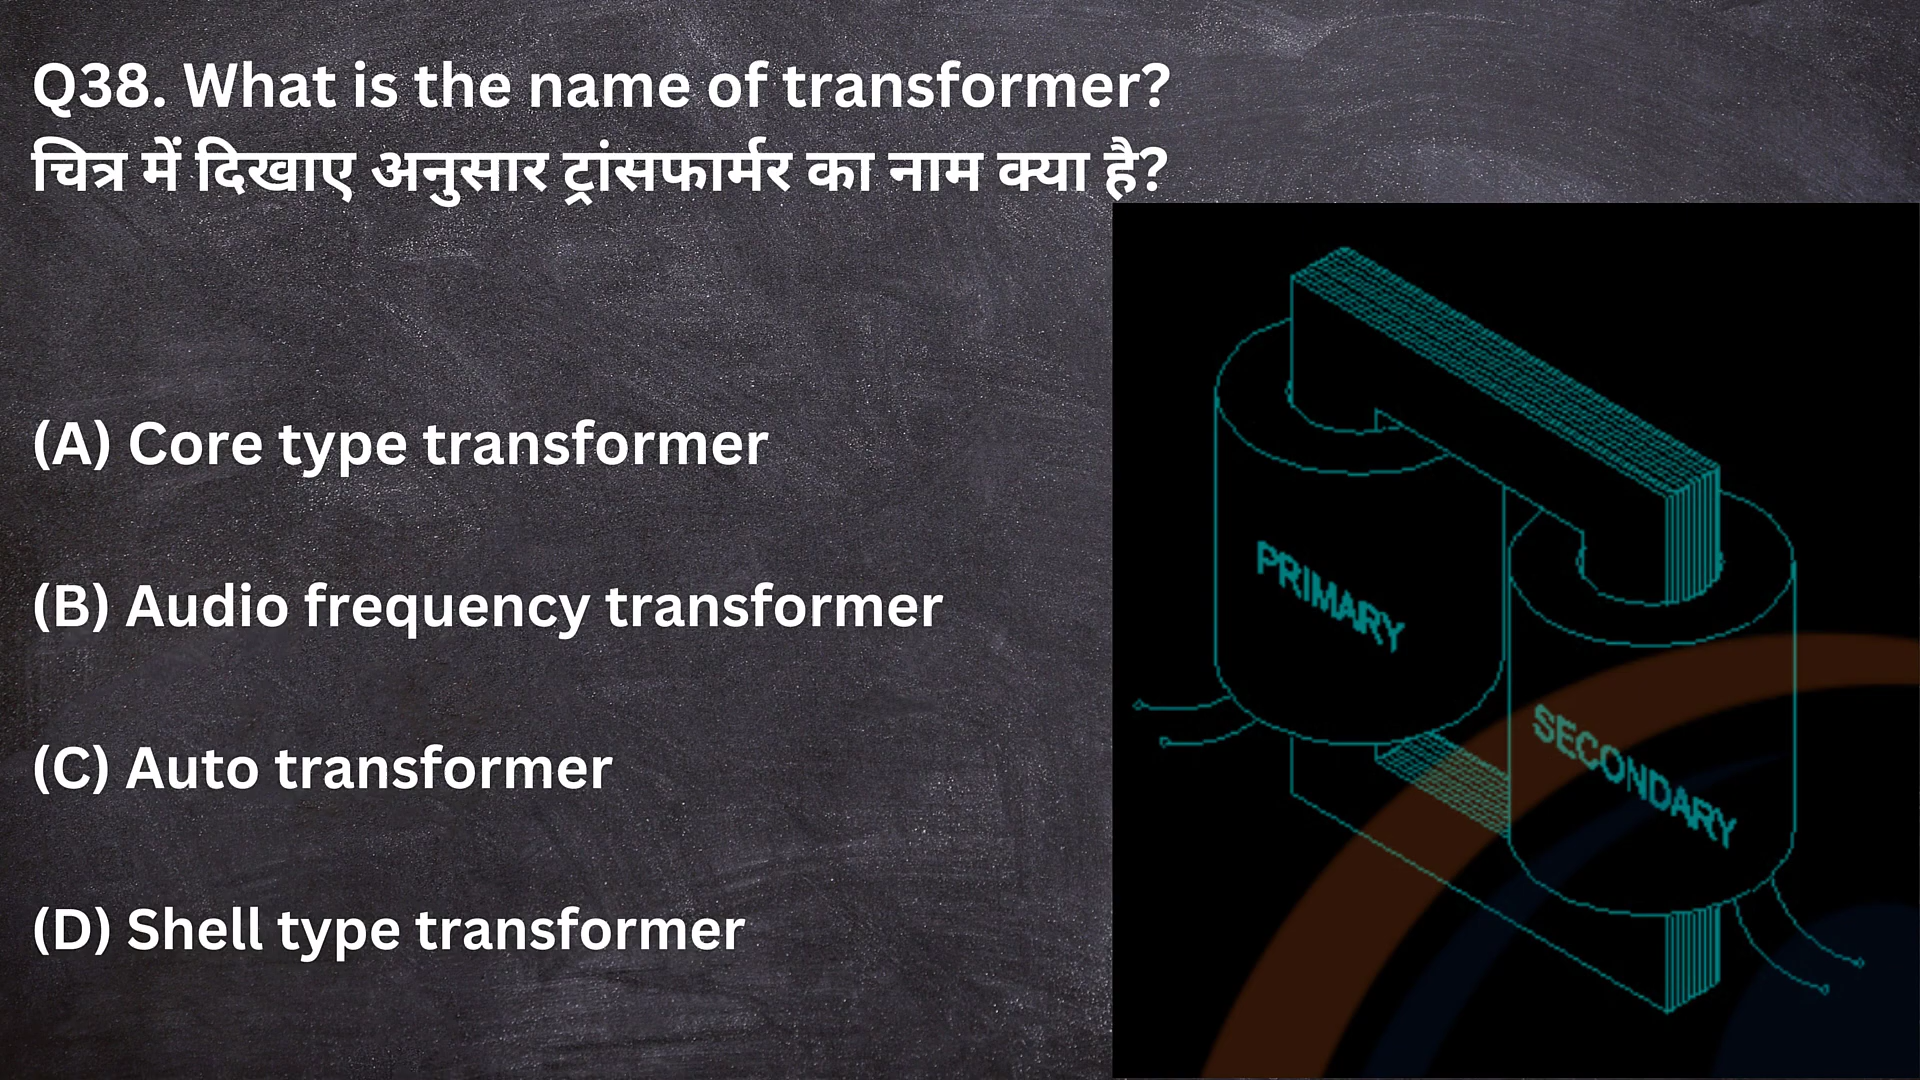 Q38. What is the name of transformer?
चित्र में दिखाए अनुसार ट्रांसफार्मर का नाम क्या है?
(A) Core type transformer
(B) Audio frequency transformer
(C) Auto transformer
(D) Shell type transformer
PRIMARY
SECONDARY